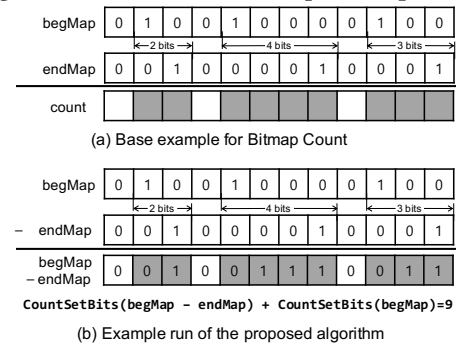 begMap 0 1 0 0 1 0 0 0 0 1 0 0
2 bits 4 bits 3 bits
endMap 0 0 1 0 0 0 0 1 0 0 0 1
count
(a) Base example for Bitmap Count
begMap 0 1 0 0 1 0 0 0 0 1 0 0
2 bits 4 bits 3 bits
− endMap 0 0 1 0 0 0 0 1 0 0 0 1
begMap
− endMap 0 0 1 0 0 1 1 1 0 0 1 1
CountSetBits(begMap - endMap) + CountSetBits(begMap)=9
(b) Example run of the proposed algorithm